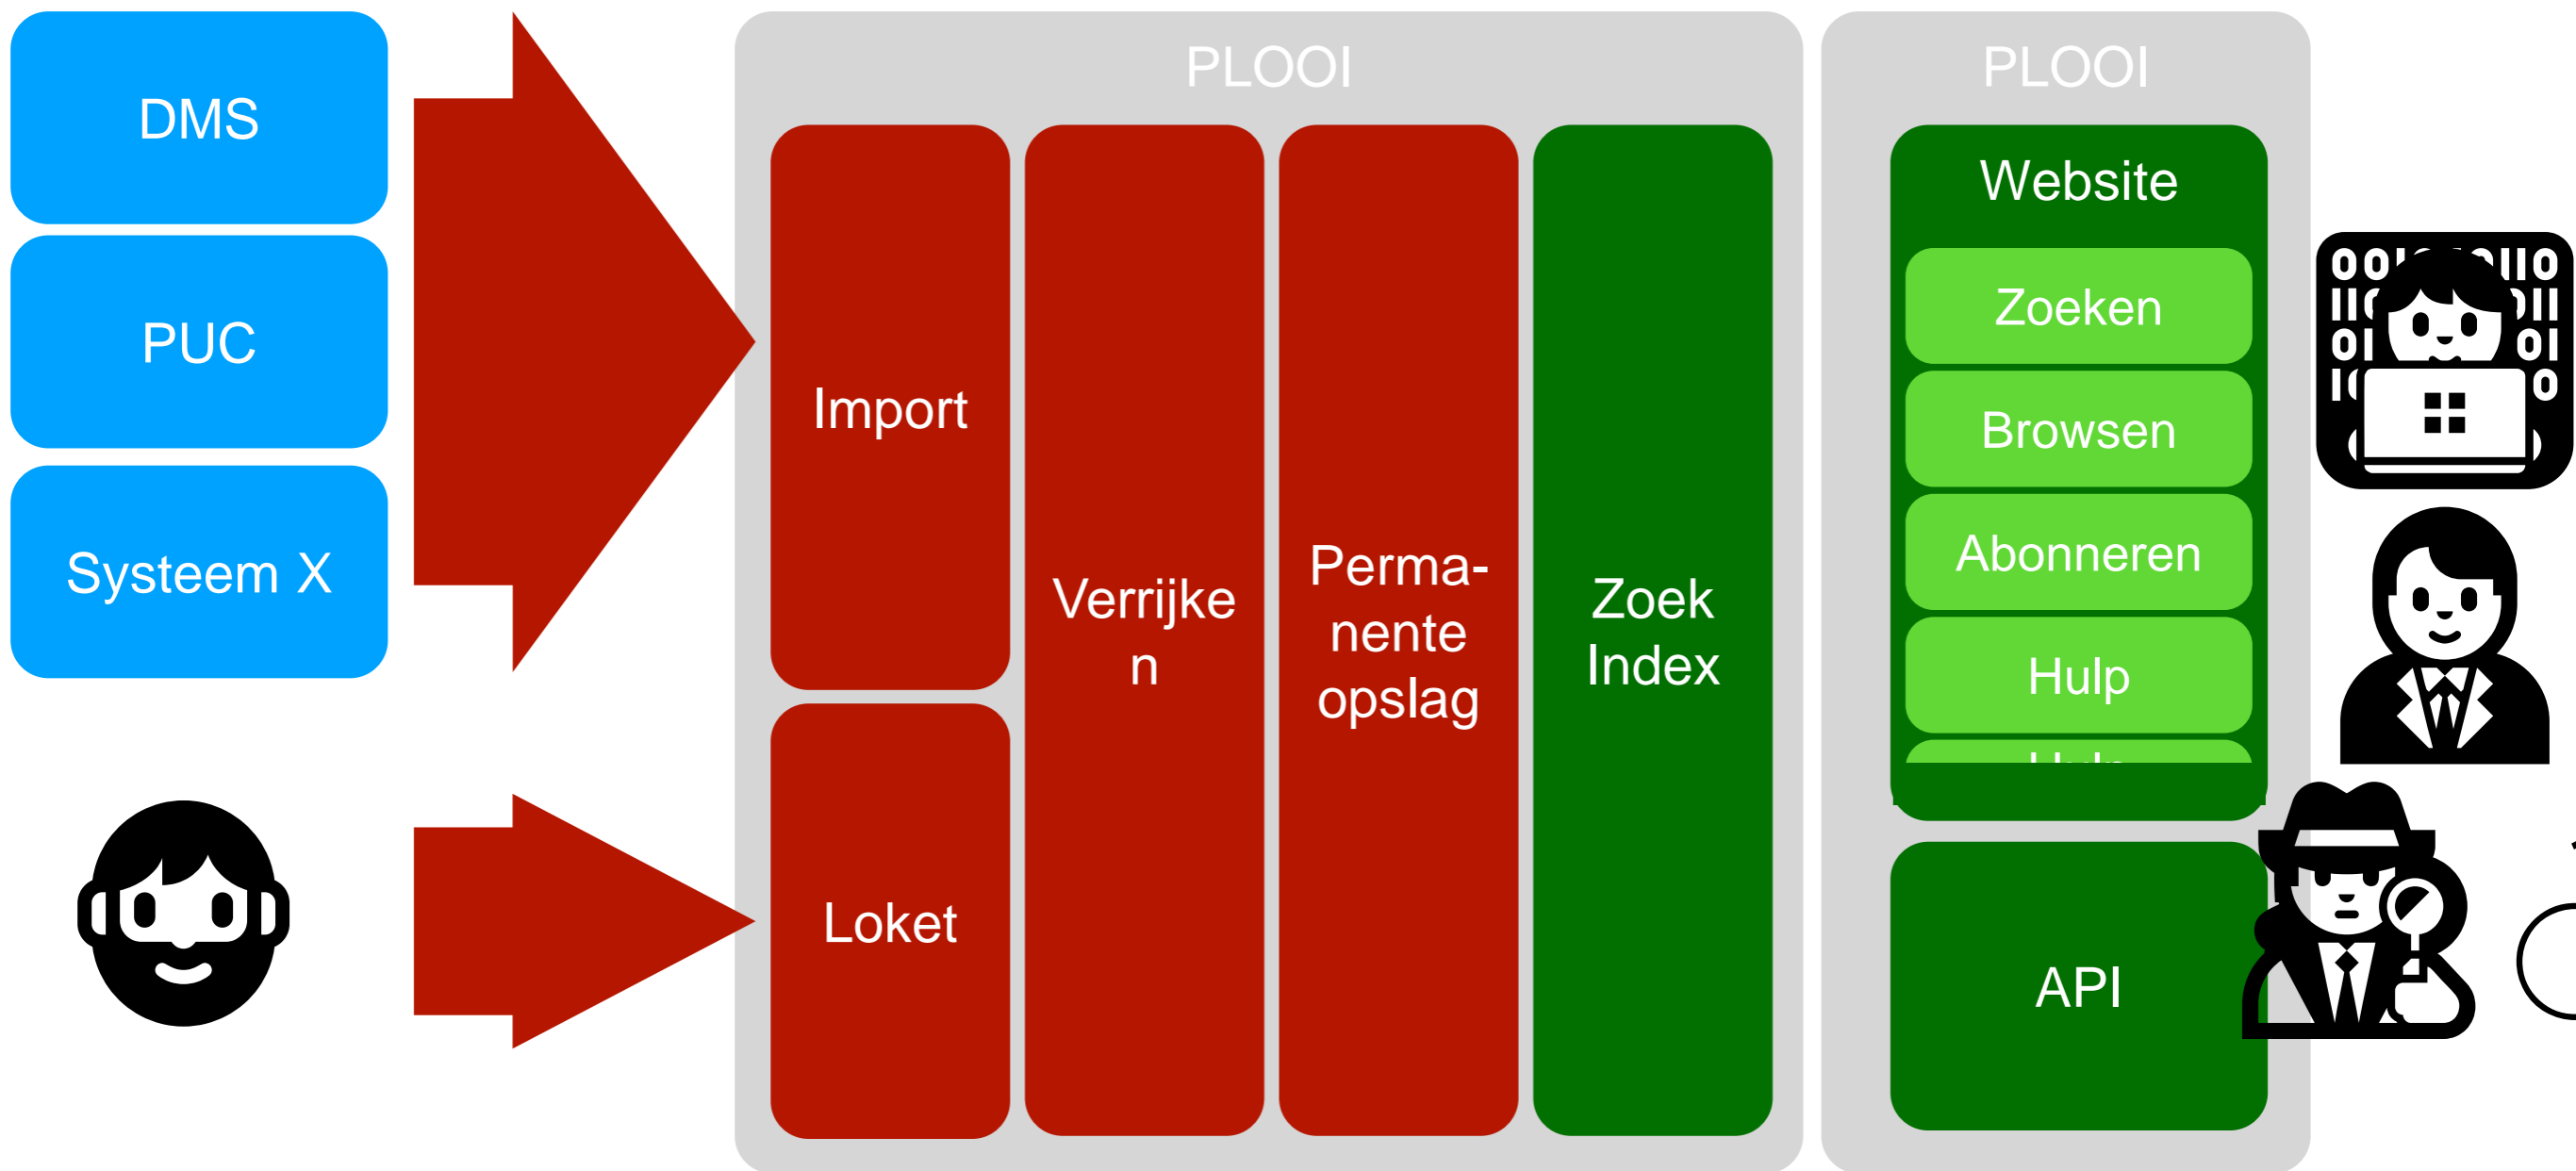 DMS
PUC
Systeem X
PLOOI
Import
Loket
Verrijke
n
Perma-
nente
opslag
Zoek
Index
PLOOI
Website
Zoeken
Browsen
Abonneren
Hulp
Hulp
API